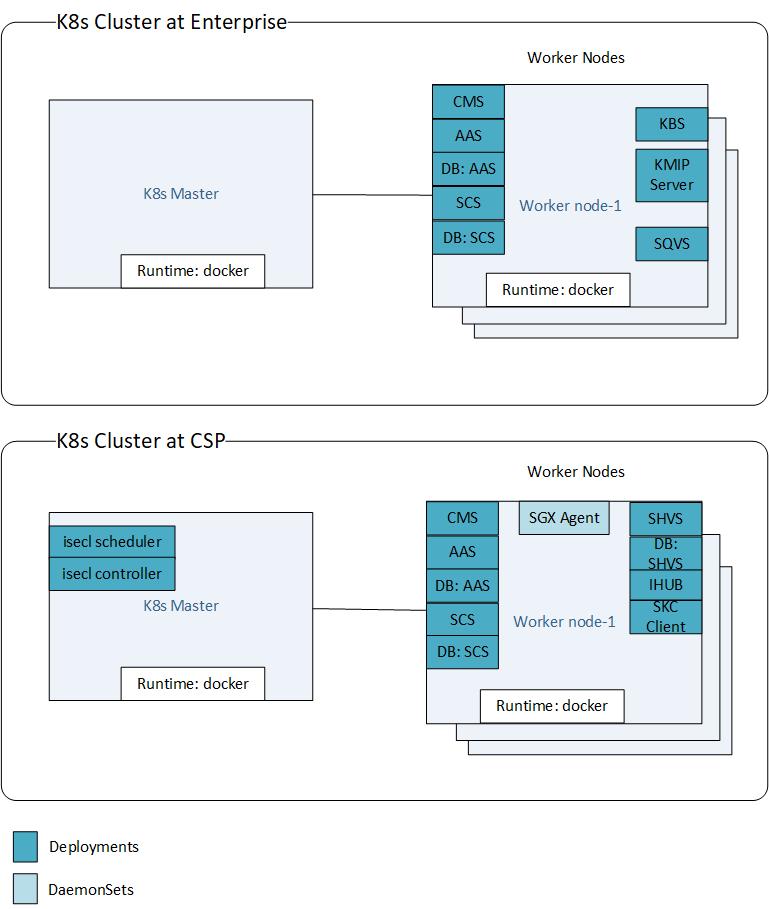 K8s Cluster at Enterprise
Worker Nodes
K8s Master
Runtime: docker
CMS
AAS
DB: AAS
SCS
DB: SCS
Worker node-1
KBS
KMIP
Server
SQVS
Runtime: docker
K8s Cluster at CSP
Worker Nodes
isecl scheduler
isecl controller
K8s Master
Runtime: docker
CMS
AAS
DB: AAS
SCS
DB: SCS
SGX Agent
Worker node-1
SHVS
DB:
SHVS
IHUB
SKC
Client
Runtime: docker
Deployments
DaemonSets